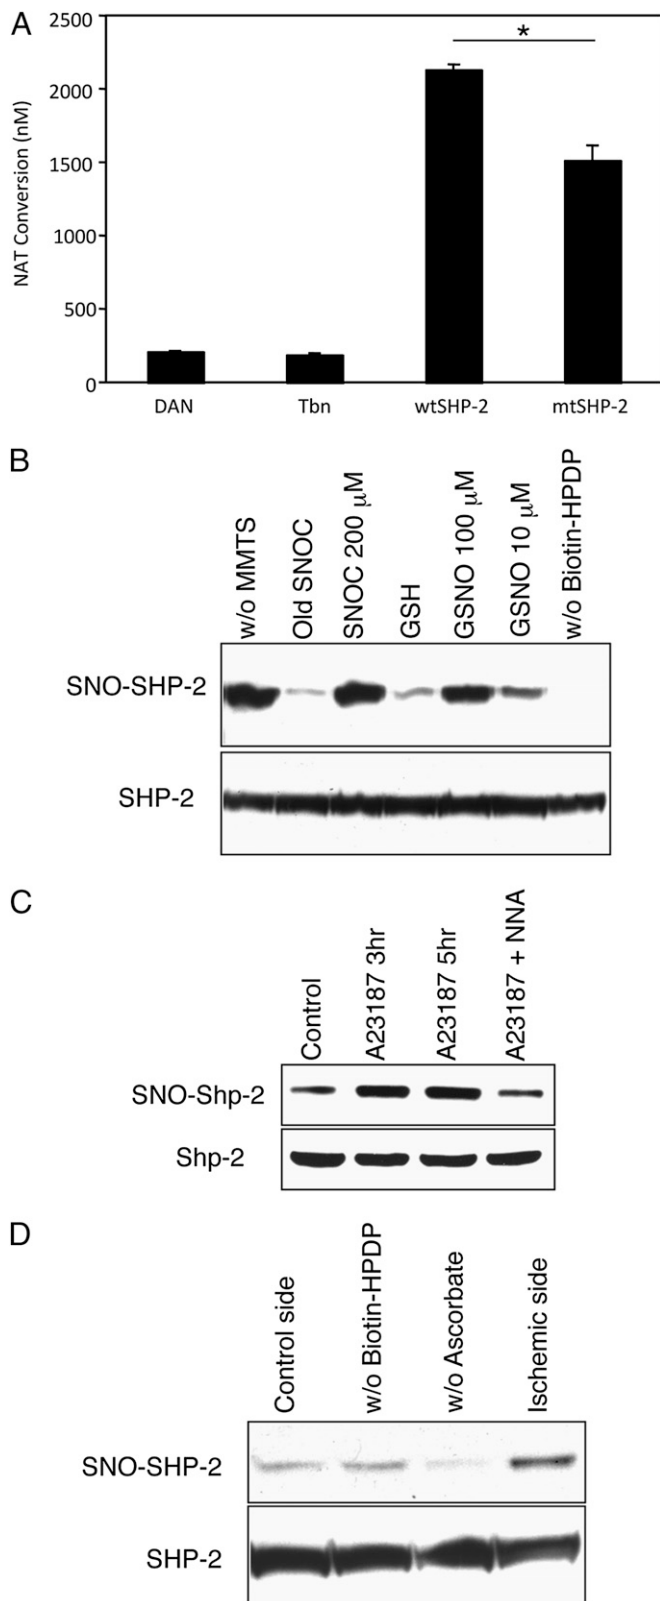 A
2500
2000
1500
1000
500
0
NAT Conversion (nM)
*
DAN
Tbn
wtSHP-2
mtSHP-2
B
w/o MMTS
Old SNOC
SNOC 200 μM
GSH
GSNO 100 μM
GSNO 10 μM
w/o Biotin-HPDP
SNO-SHP-2
SHP-2
C
Control
A23187 3hr
A23187 5hr
A23187 + NNA
SNO-Shp-2
Shp-2
D
Control side
w/o Biotin-HPDP
w/o Ascorbate
Ischemic side
SNO-SHP-2
SHP-2